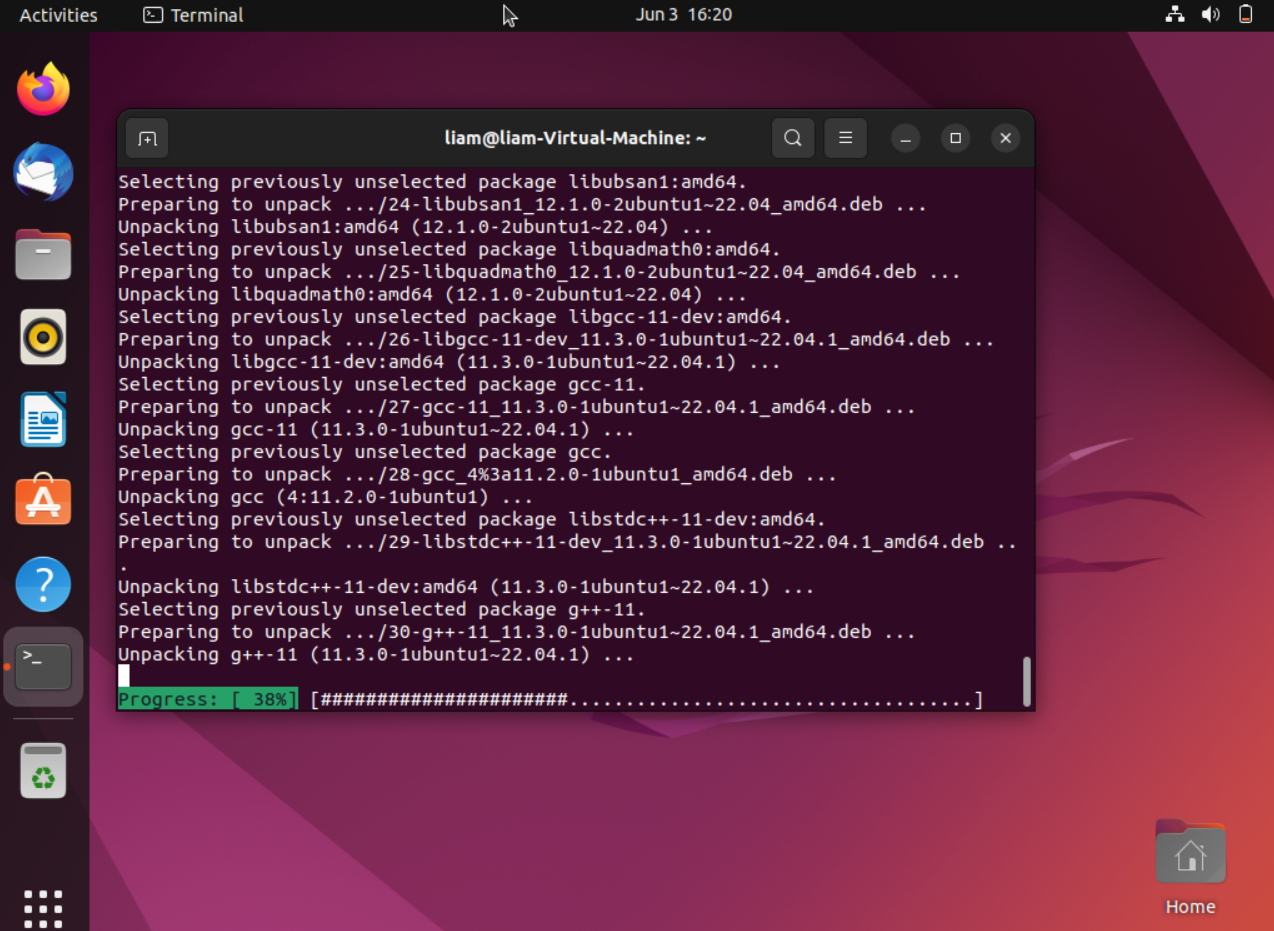 Activities
Terminal
Jun 3 16:20
liam@liam-Virtual-Machine: ~
Selecting previously unselected package libubsan1:amd64.
Preparing to unpack .../24-libubsan1_12.1.0-2ubuntu1~22.04_amd64.deb ...
Unpacking libubsan1:amd64 (12.1.0-2ubuntu1~22.04) ...
Selecting previously unselected package libquadmath0:amd64.
Preparing to unpack .../25-libquadmath0_12.1.0-2ubuntu1~22.04_amd64.deb ...
Unpacking libquadmath0:amd64 (12.1.0-2ubuntu1~22.04) ...
Selecting previously unselected package libgcc-11-dev:amd64.
Preparing to unpack .../26-libgcc-11-dev_11.3.0-1ubuntu1~22.04.1_amd64.deb ...
Unpacking libgcc-11-dev:amd64 (11.3.0-1ubuntu1~22.04.1) ...
Selecting previously unselected package gcc-11.
Preparing to unpack .../27-gcc-11_11.3.0-1ubuntu1~22.04.1_amd64.deb ...
Unpacking gcc-11 (11.3.0-1ubuntu1~22.04.1) ...
Selecting previously unselected package gcc.
Preparing to unpack .../28-gcc_4%3a11.2.0-1ubuntu1_amd64.deb ...
Unpacking gcc (4:11.2.0-1ubuntu1) ...
Selecting previously unselected package libstdc++-11-dev:amd64.
Preparing to unpack .../29-libstdc++-11-dev_11.3.0-1ubuntu1~22.04.1_amd64.deb ..
.
Unpacking libstdc++-11-dev:amd64 (11.3.0-1ubuntu1~22.04.1) ...
Selecting previously unselected package g++-11.
Preparing to unpack .../30-g++-11_11.3.0-1ubuntu1~22.04.1_amd64.deb ...
Unpacking g++-11 (11.3.0-1ubuntu1~22.04.1) ...
Progress: [ 38%] [######################....................................]
Home